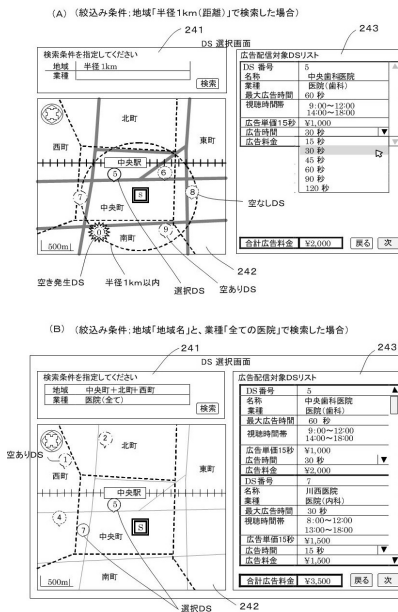 (A) (絞込み条件;地域「半径1km(距離)」で検索した場合)
241
DS 選択画面
243
検索条件を指定してください
地域 半径 1km
業種
検索
広告配信対象DSリスト
DS 番号 5
名称 中央歯科医院
業種 医院(歯科)
最大広告時間 60 秒
視聴時間帯 9:00~12:00
14:00~18:00
広告単価15秒 ¥1,000
広告時間 30 秒 ▼
広告料金 15 秒
30 秒
45 秒
60 秒
90 秒
120 秒
合計広告料金 ¥2,000 戻る 次
北町
西町
東町
中央駅
5
6
7
S
8
中央町
0
南町
9
500m
空なしDS
242
空き発生DS
半径1km以内
選択DS
空ありDS
(B) (絞込み条件;地域「地域名」と、業種「全ての医院」で検索した場合)
241
DS 選択画面
243
検索条件を指定してください
地域 中央町+北町+西町
業種 医院(全て)
検索
広告配信対象DSリスト
DS 番号 5
名称 中央歯科医院
業種 医院(歯科)
最大広告時間 60 秒
視聴時間帯 9:00~12:00
14:00~18:00
広告単価15秒 ¥1,000
広告時間 30 秒 ▼
広告料金 ¥2,000
DS 番号 7
名称 川西医院
業種 医院(内科)
最大広告時間 30 秒
視聴時間帯 8:00~12:00
13:00~18:00
広告単価15秒 ¥1,500
広告時間 15 秒 ▼
広告料金 ¥1,500
合計広告料金 ¥3,500 戻る 次
空ありDS
2
北町
1
西町
東町
中央駅
5
4
7
S
中央町
南町
500m
242
選択DS